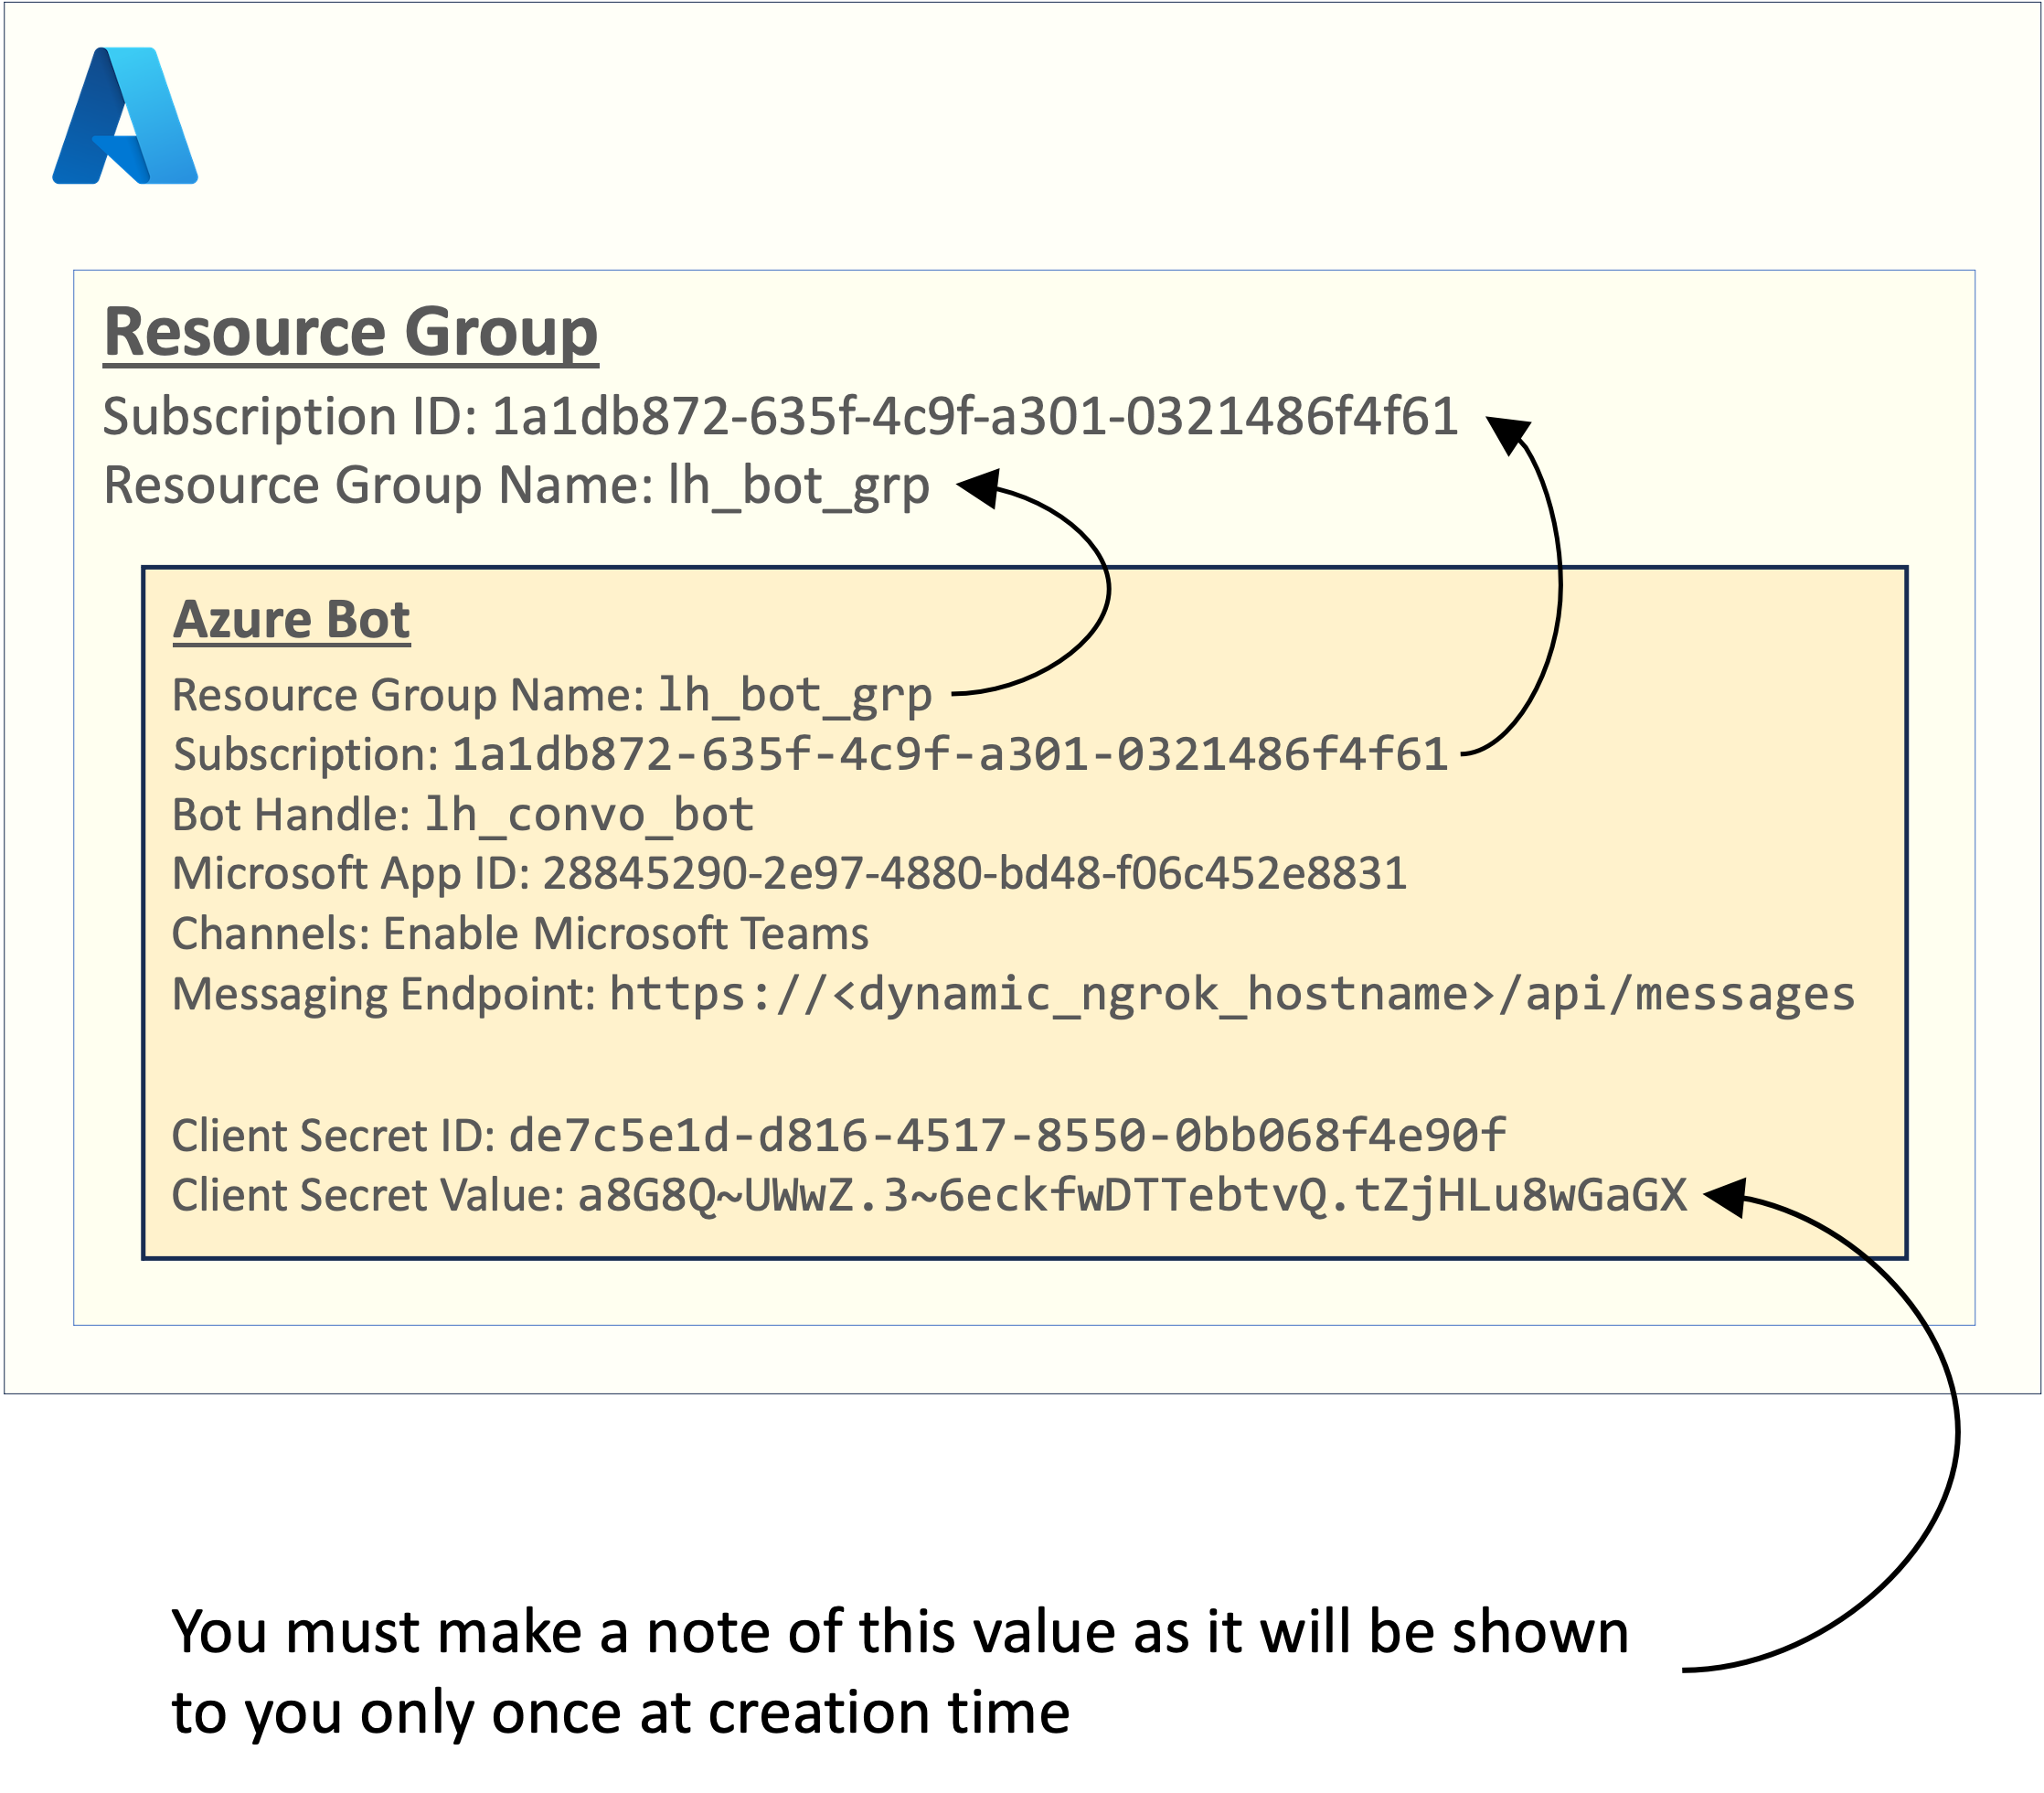 Resource Group
Subscription ID: 1a1db872-635f-4c9f-a301-0321486f4f61
Resource Group Name: lh_bot_grp
Azure Bot
Resource Group Name: lh_bot_grp
Subscription: 1a1db872-635f-4c9f-a301-0321486f4f61
Bot Handle: lh_convo_bot
Microsoft App ID: 28845290-2e97-4880-bd48-f06c452e8831
Channels: Enable Microsoft Teams
Messaging Endpoint: https://<dynamic_ngrok_hostname>/api/messages
Client Secret ID: de7c5e1d-d816-4517-8550-0bb068f4e90f
Client Secret Value: a8G8Q~UWwZ.3~6eckfwDTTebtvQ.tZjHLu8wGaGX
You must make a note of this value as it will be shown
to you only once at creation time